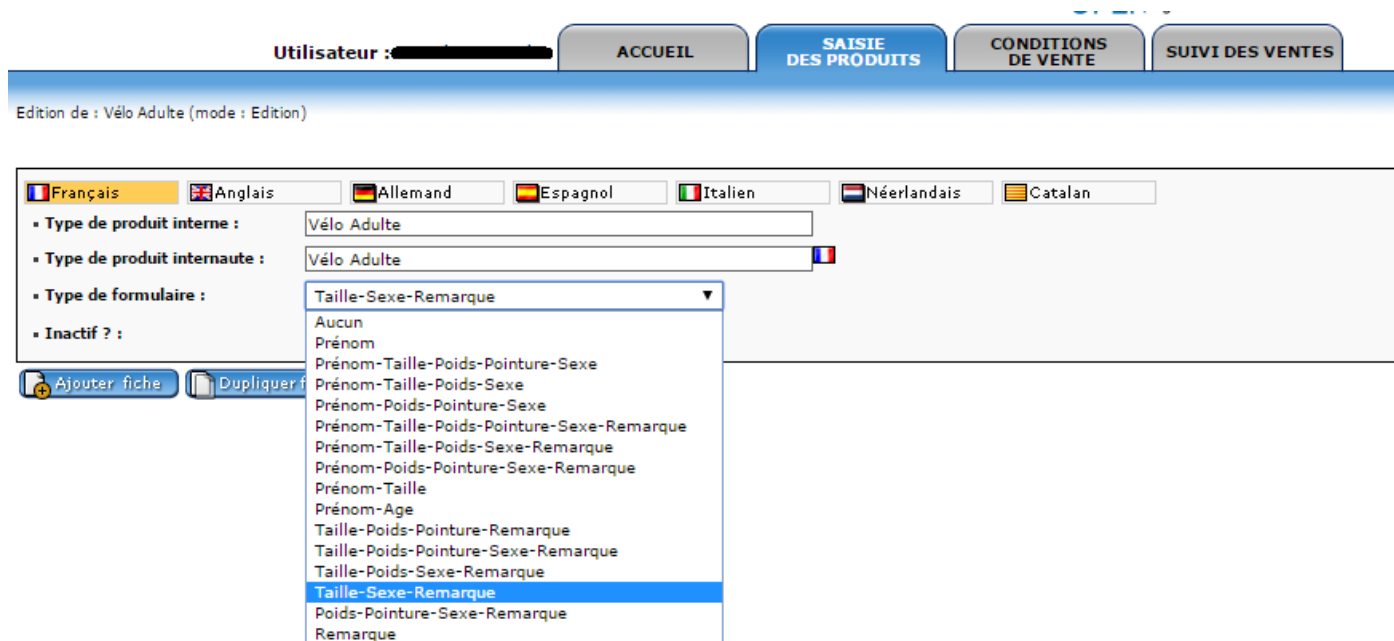 Utilisateur :
ACCUEIL
SAISIE
DES PRODUITS
CONDITIONS
DE VENTE
SUIVI DES VENTES
Edition de : Vélo Adulte (mode : Edition)
Français Anglais Allemand Espagnol Italien Néerlandais Catalan
Type de produit interne : Vélo Adulte
Type de produit internaute : Vélo Adulte
Type de formulaire : Taille-Sexe-Remarque
Inactif ? :
Ajouter fiche Dupliquer f
Aucun
Prénom
Prénom-Taille-Poids-Pointure-Sexe
Prénom-Taille-Poids-Sexe
Prénom-Poids-Pointure-Sexe
Prénom-Taille-Poids-Pointure-Sexe-Remarque
Prénom-Taille-Poids-Sexe-Remarque
Prénom-Poids-Pointure-Sexe-Remarque
Prénom-Taille
Prénom-Age
Taille-Poids-Pointure-Remarque
Taille-Poids-Pointure-Sexe-Remarque
Taille-Poids-Sexe-Remarque
Taille-Sexe-Remarque
Poids-Pointure-Sexe-Remarque
Remarque